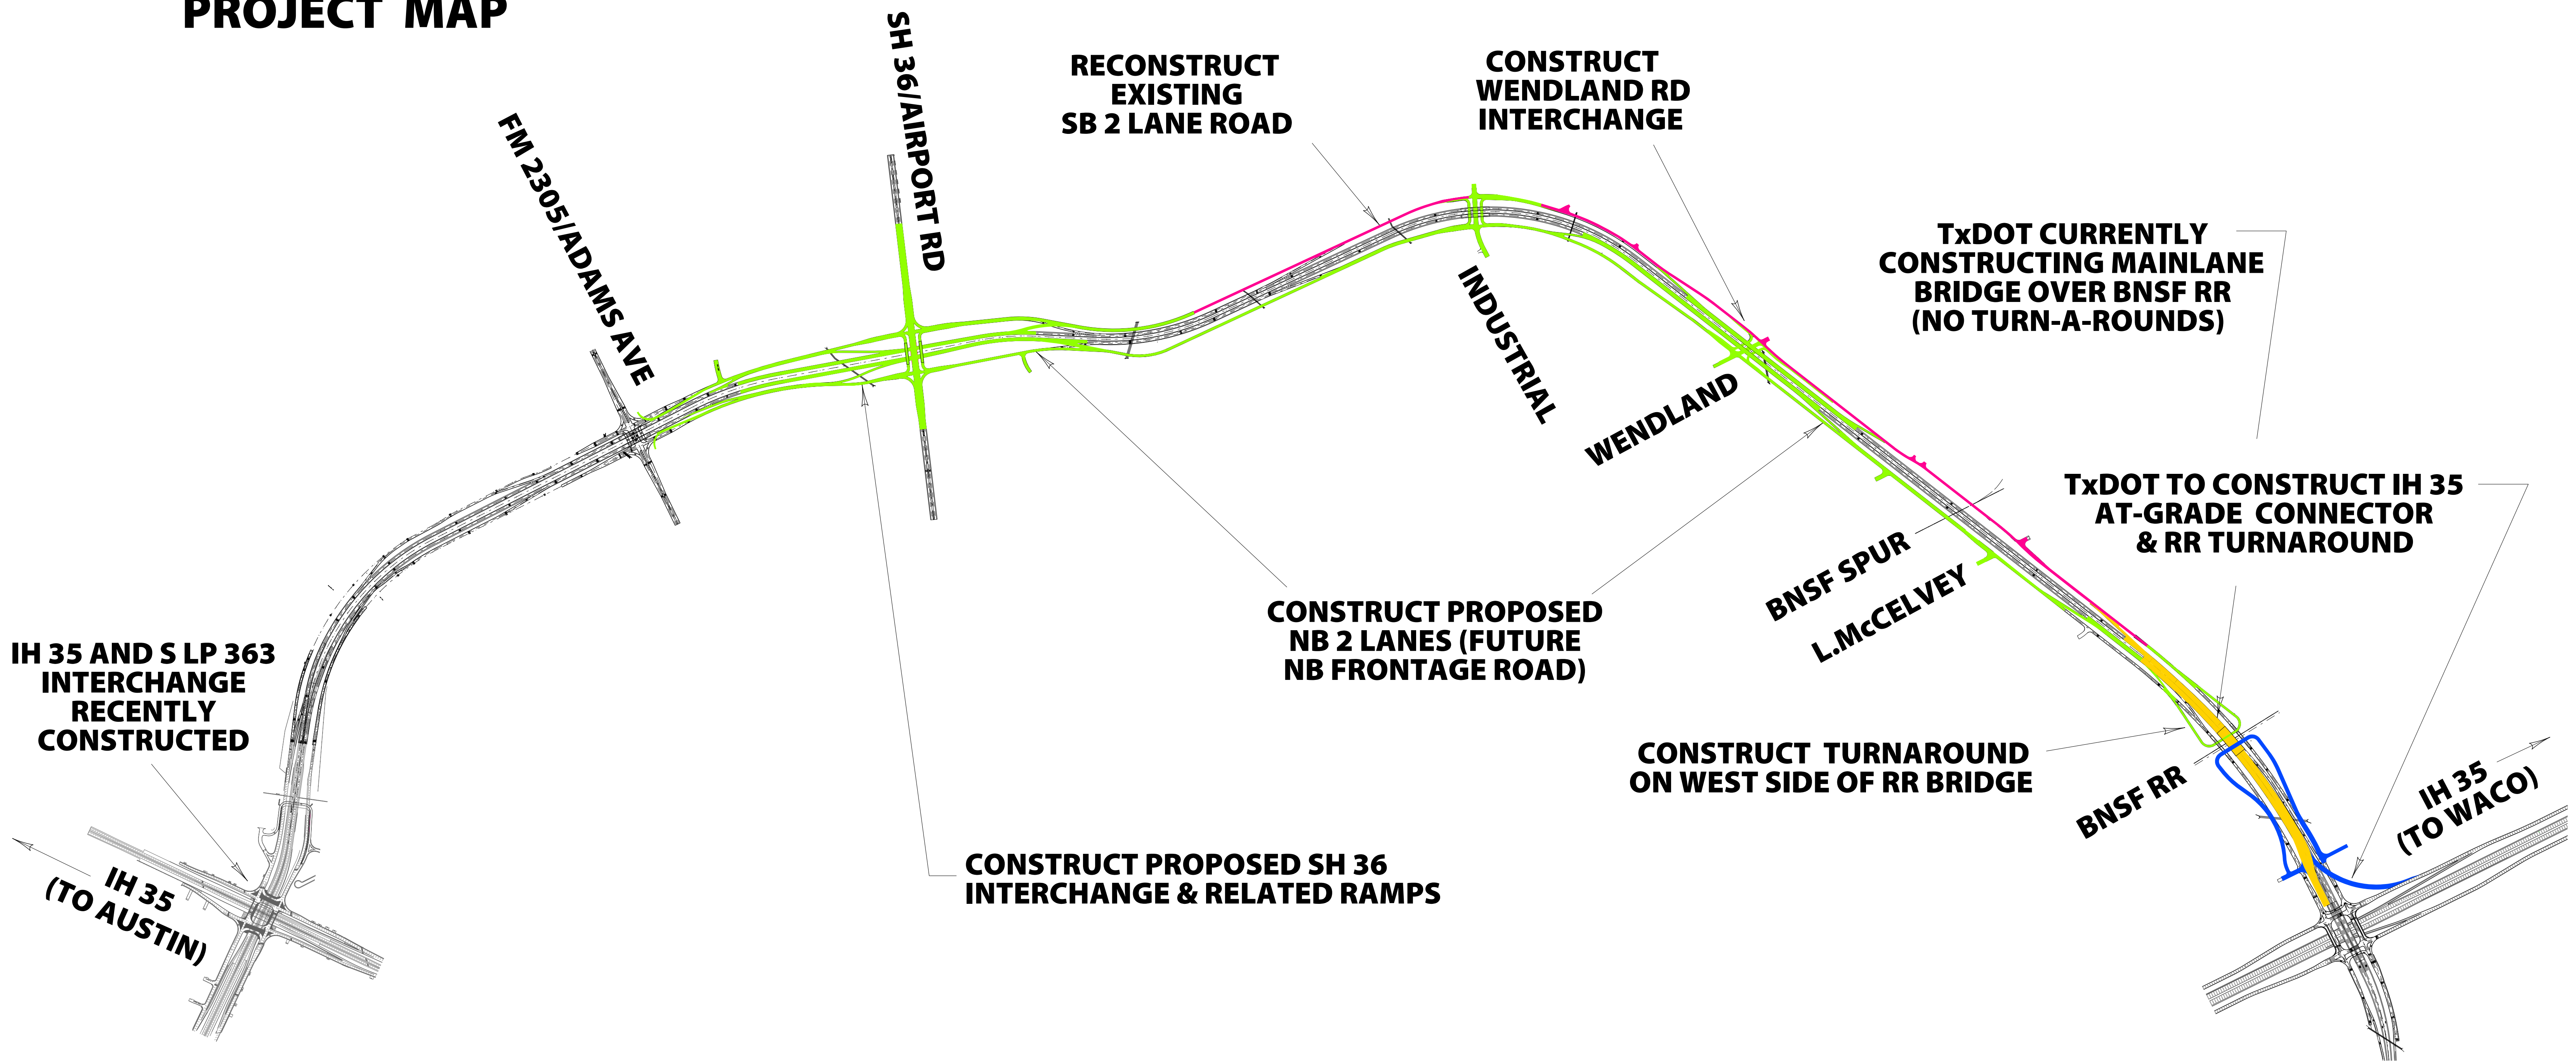 PROJECT MAP
SH 36/AIRPORT RD
FM 2305/ADAMS AVE
RECONSTRUCT
EXISTING
SB 2 LANE ROAD
CONSTRUCT
WENDLAND RD
INTERCHANGE
TxDOT CURRENTLY
CONSTRUCTING MAINLANE
BRIDGE OVER BNSF RR
(NO TURN-A-ROUNDS)
INDUSTRIAL
WENDLAND
TxDOT TO CONSTRUCT IH 35
AT-GRADE CONNECTOR
& RR TURNAROUND
BNSF SPUR
L.McCELVEY
CONSTRUCT PROPOSED
NB 2 LANES (FUTURE
NB FRONTAGE ROAD)
IH 35 AND S LP 363
INTERCHANGE
RECENTLY
CONSTRUCTED
CONSTRUCT TURNAROUND
ON WEST SIDE OF RR BRIDGE
BNSF RR
IH 35
(TO WACO)
CONSTRUCT PROPOSED SH 36
INTERCHANGE & RELATED RAMPS
IH 35
(TO AUSTIN)